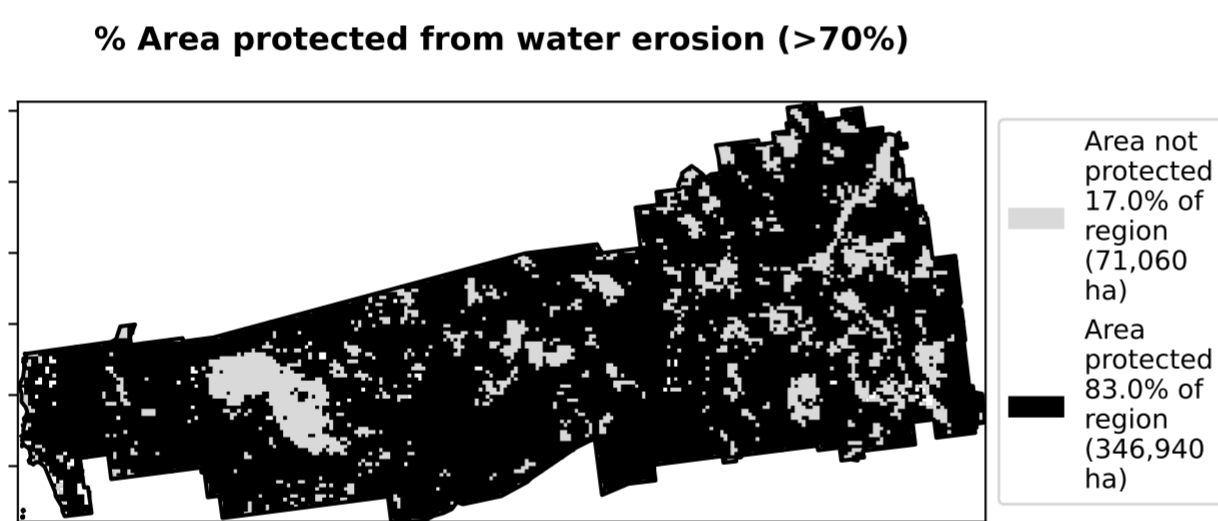 % Area protected from water erosion (>70%)
Area not
protected
17.0% of
region
(71,060
ha)
Area
protected
83.0% of
region
(346,940
ha)